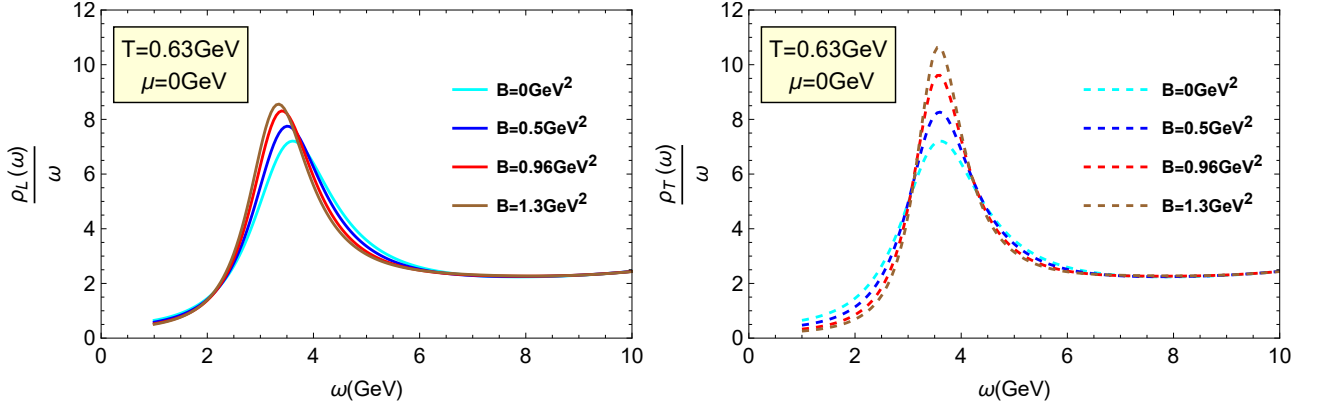 12
10
8
6
4
2
0
T=0.63GeV
μ=0GeV
B=0GeV²
B=0.5GeV²
B=0.96GeV²
B=1.3GeV²
ρL(ω)
ω
0 2 4 6 8 10
ω(GeV)
12
10
8
6
4
2
0
T=0.63GeV
μ=0GeV
B=0GeV²
B=0.5GeV²
B=0.96GeV²
B=1.3GeV²
ρT(ω)
ω
0 2 4 6 8 10
ω(GeV)